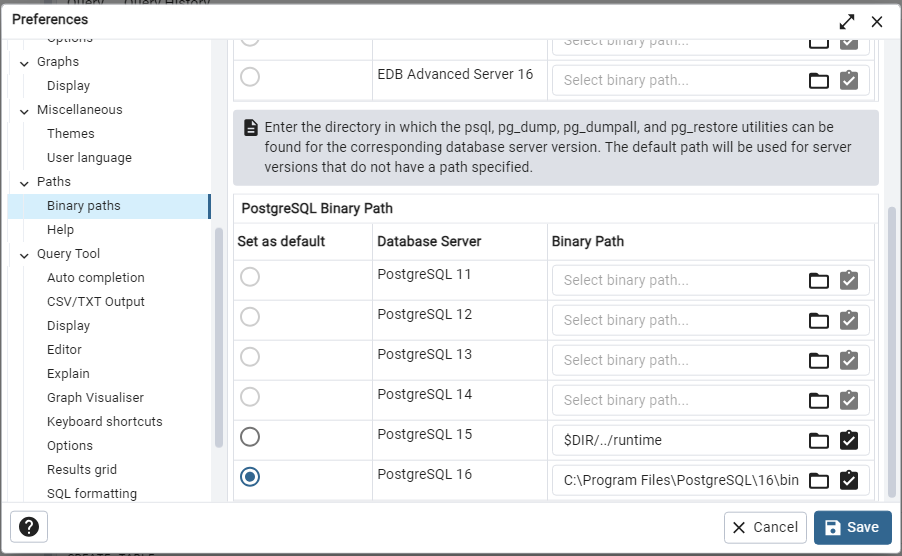 Query Query History
Preferences
Options
Graphs
Display
Miscellaneous
Themes
User language
Paths
Binary paths
Help
Query Tool
Auto completion
CSV/TXT Output
Display
Editor
Explain
Graph Visualiser
Keyboard shortcuts
Options
Results grid
SQL formatting
Select binary path...
EDB Advanced Server 16
Select binary path...
Enter the directory in which the psql, pg_dump, pg_dumpall, and pg_restore utilities can be
found for the corresponding database server version. The default path will be used for server
versions that do not have a path specified.
PostgreSQL Binary Path
Set as default Database Server Binary Path
PostgreSQL 11 Select binary path...
PostgreSQL 12 Select binary path...
PostgreSQL 13 Select binary path...
PostgreSQL 14 Select binary path...
PostgreSQL 15 $DIR/../runtime
PostgreSQL 16 C:\Program Files\PostgreSQL\16\bin
Cancel Save